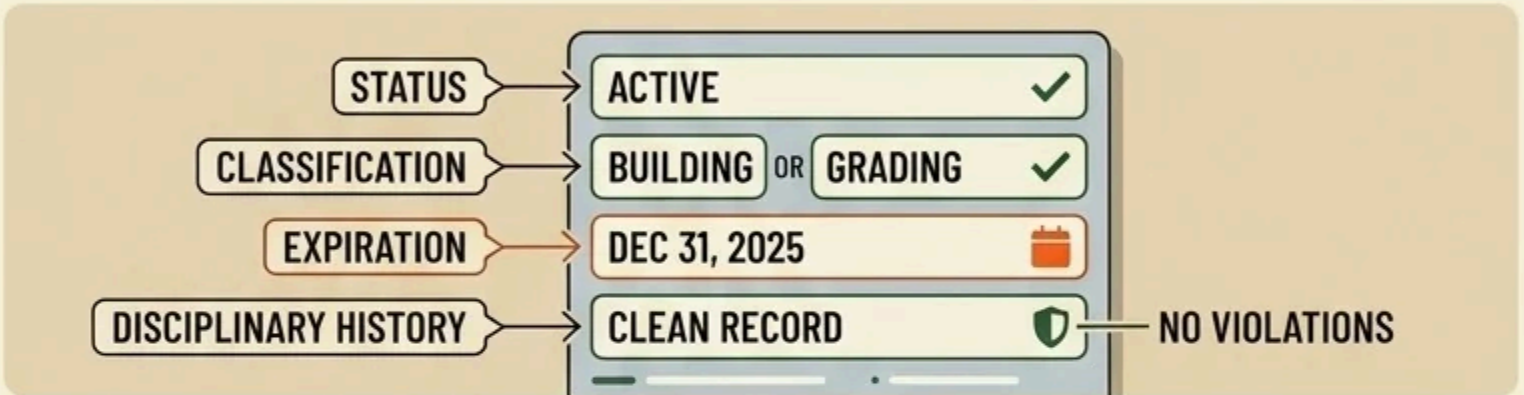 STATUS ACTIVE
CLASSIFICATION BUILDING OR GRADING
EXPIRATION DEC 31, 2025
DISCIPLINARY HISTORY CLEAN RECORD NO VIOLATIONS